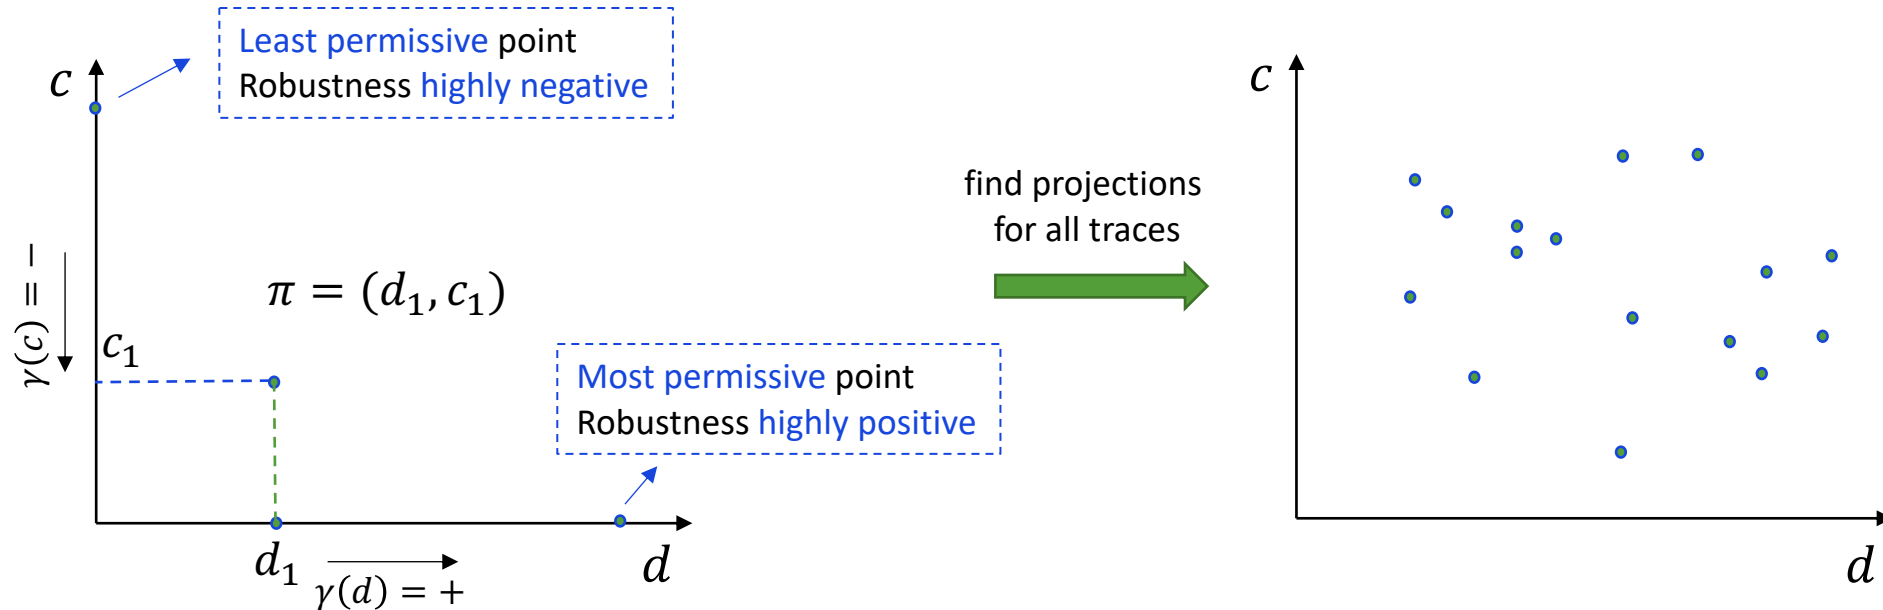 Least permissive point
Robustness highly negative
c
γ(c) = −
c₁
π = (d₁, c₁)
Most permissive point
Robustness highly positive
d₁
γ(d) = +
d
find projections
for all traces
c
d